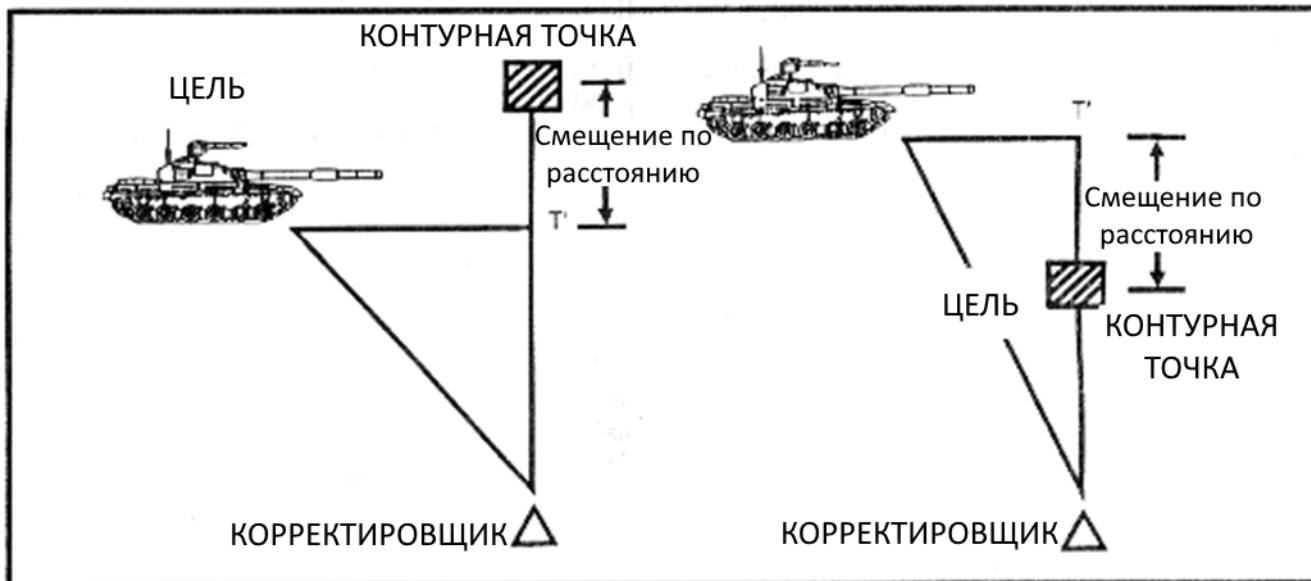 КОНТУРНАЯ ТОЧКА
ЦЕЛЬ
Смещение по
расстоянию
T'
КОРРЕКТИРОВЩИК
T'
Смещение по
расстоянию
ЦЕЛЬ
КОНТУРНАЯ
ТОЧКА
КОРРЕКТИРОВЩИК